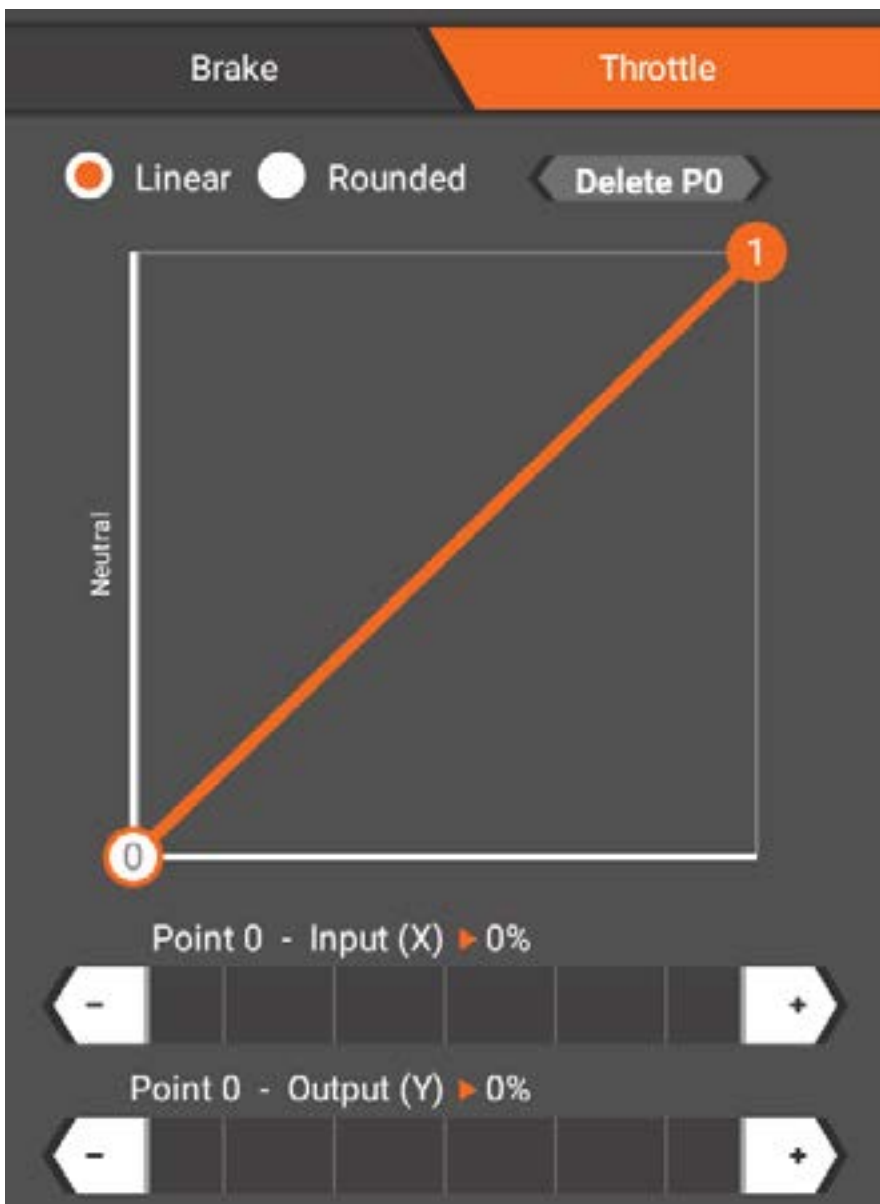 Brake Throttle
Linear Rounded Delete P0
1
Neutral
0
Point 0 - Input (X) ▶ 0%
- +
Point 0 - Output (Y) ▶ 0%
- +